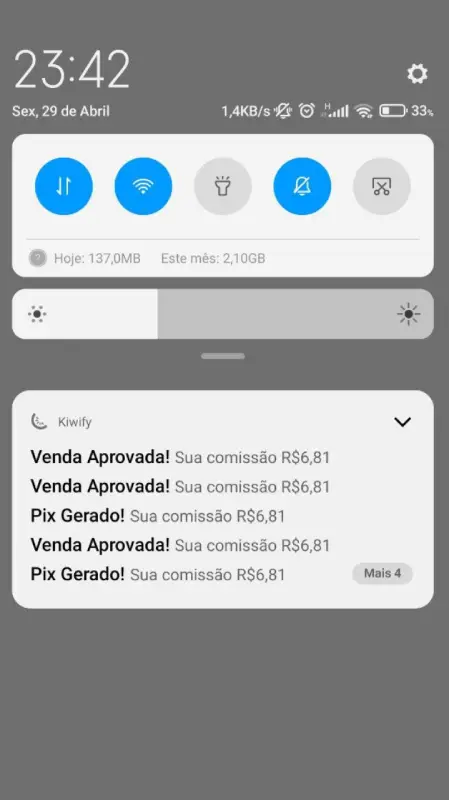 23:42
Sex, 29 de Abril
1,4KB/s H 33%
Hoje: 137,0MB Este mês: 2,10GB
Kiwify
Venda Aprovada! Sua comissão R$6,81
Venda Aprovada! Sua comissão R$6,81
Pix Gerado! Sua comissão R$6,81
Venda Aprovada! Sua comissão R$6,81
Pix Gerado! Sua comissão R$6,81 Mais 4